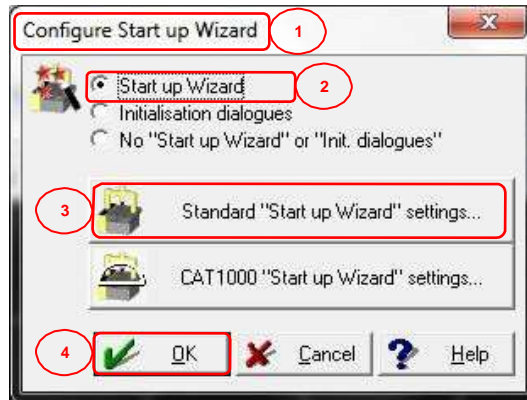 Configure Start up Wizard
1
Start up Wizard
2
Initialisation dialogues
No "Start up Wizard" or "Init. dialogues"
3
Standard "Start up Wizard" settings...
CAT1000 "Start up Wizard" settings...
4
OK
Cancel
Help